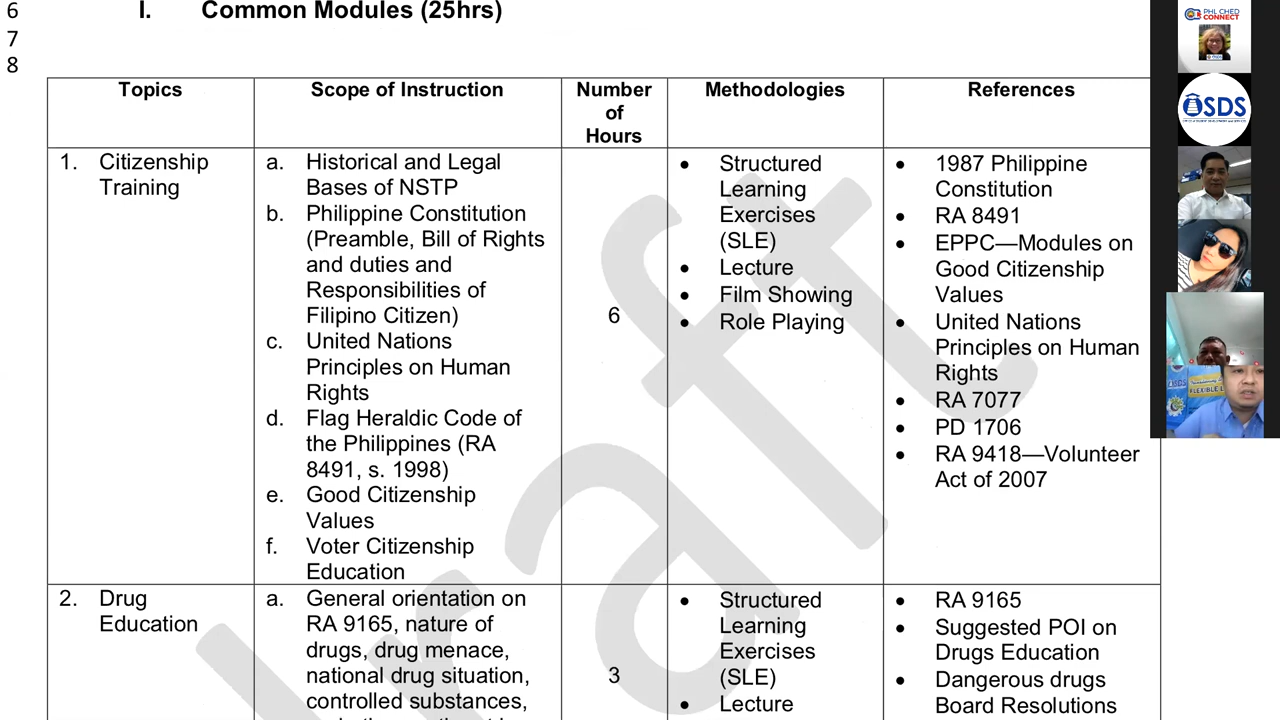 6
7
8
I. Common Modules (25hrs)
Topics
Scope of Instruction
Number
of
Hours
Methodologies
References
1. Citizenship
Training
a. Historical and Legal
Bases of NSTP
b. Philippine Constitution
(Preamble, Bill of Rights
and duties and
Responsibilities of
Filipino Citizen)
c. United Nations
Principles on Human
Rights
d. Flag Heraldic Code of
the Philippines (RA
8491, s. 1998)
e. Good Citizenship
Values
f. Voter Citizenship
Education
6
• Structured
Learning
Exercises
(SLE)
• Lecture
• Film Showing
• Role Playing
• 1987 Philippine
Constitution
• RA 8491
• EPPC—Modules on
Good Citizenship
Values
• United Nations
Principles on Human
Rights
• RA 7077
• PD 1706
• RA 9418—Volunteer
Act of 2007
2. Drug
Education
a. General orientation on
RA 9165, nature of
drugs, drug menace,
national drug situation,
controlled substances,
3
• Structured
Learning
Exercises
(SLE)
• Lecture
• RA 9165
• Suggested POI on
Drugs Education
• Dangerous drugs
Board Resolutions
PHL CHED
CONNECT
OSDS
SDS
FLEXIBLE